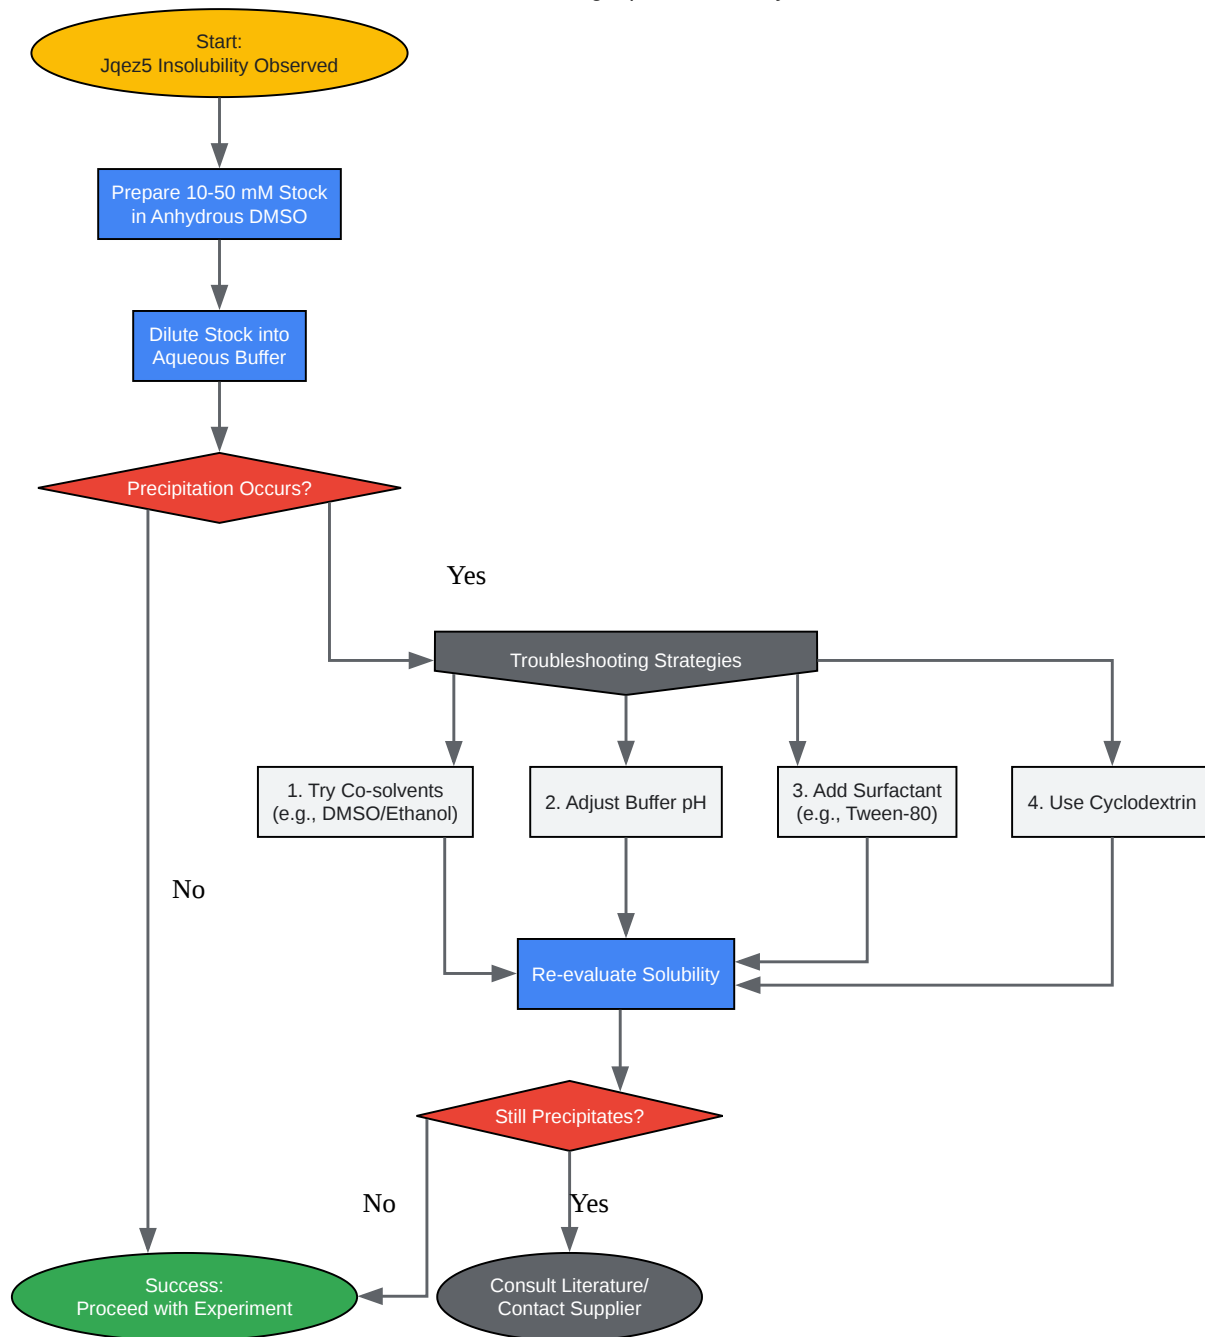 Start:
Jqez5 Insolubility Observed
Prepare 10-50 mM Stock
in Anhydrous DMSO
Dilute Stock into
Aqueous Buffer
Precipitation Occurs?
Yes
Troubleshooting Strategies
1. Try Co-solvents
(e.g., DMSO/Ethanol)
2. Adjust Buffer pH
3. Add Surfactant
(e.g., Tween-80)
4. Use Cyclodextrin
No
Re-evaluate Solubility
Still Precipitates?
No
Yes
Success:
Proceed with Experiment
Consult Literature/
Contact Supplier